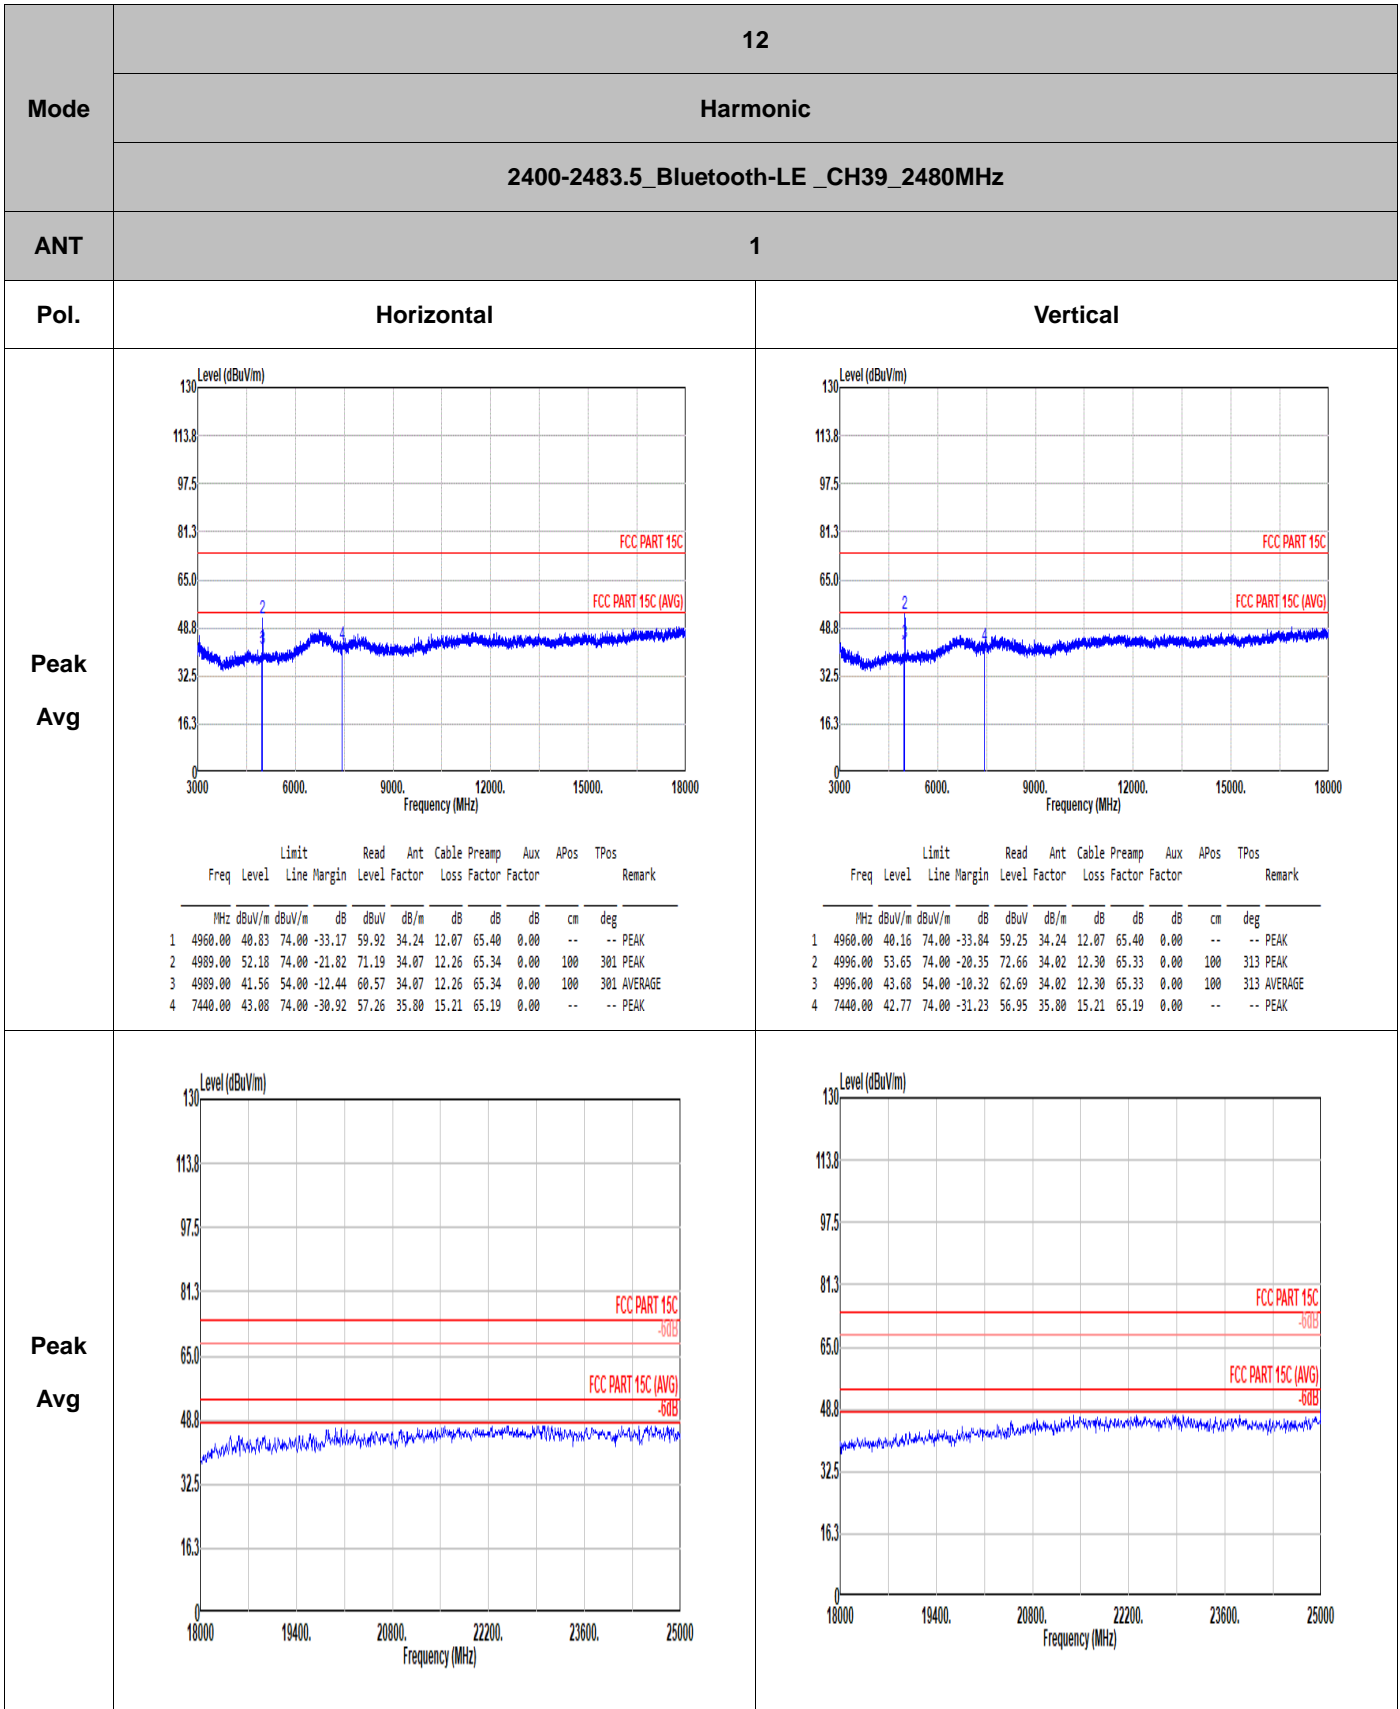 Mode
12
Harmonic
2400-2483.5_Bluetooth-LE _CH39_2480MHz
ANT
1
Pol.
Horizontal
Vertical
Peak
Avg
Level (dBuV/m)
130
113.8
97.5
81.3
FCC PART 15C
65.0
FCC PART 15C (AVG)
2
48.8
3
4
32.5
16.3
0
3000 6000. 9000. 12000. 15000. 18000
Frequency (MHz)
Limit Read Ant Cable Preamp Aux APos TPos
Freq Level Line Margin Level Factor Loss Factor Factor Remark
MHz dBuV/m dBuV/m dB dBuV dB/m dB dB dB cm deg
1 4960.00 40.83 74.00 -33.17 59.92 34.24 12.07 65.40 0.00 -- -- PEAK
2 4989.00 52.18 74.00 -21.82 71.19 34.07 12.26 65.34 0.00 100 301 PEAK
3 4989.00 41.56 54.00 -12.44 60.57 34.07 12.26 65.34 0.00 100 301 AVERAGE
4 7440.00 43.08 74.00 -30.92 57.26 35.80 15.21 65.19 0.00 -- -- PEAK
Level (dBuV/m)
130
113.8
97.5
81.3
FCC PART 15C
65.0
FCC PART 15C (AVG)
2
48.8
3
4
32.5
16.3
0
3000 6000. 9000. 12000. 15000. 18000
Frequency (MHz)
Limit Read Ant Cable Preamp Aux APos TPos
Freq Level Line Margin Level Factor Loss Factor Factor Remark
MHz dBuV/m dBuV/m dB dBuV dB/m dB dB dB cm deg
1 4960.00 40.16 74.00 -33.84 59.25 34.24 12.07 65.40 0.00 -- -- PEAK
2 4996.00 53.65 74.00 -20.35 72.66 34.02 12.30 65.33 0.00 100 313 PEAK
3 4996.00 43.68 54.00 -10.32 62.69 34.02 12.30 65.33 0.00 100 313 AVERAGE
4 7440.00 42.77 74.00 -31.23 56.95 35.80 15.21 65.19 0.00 -- -- PEAK
Peak
Avg
Level (dBuV/m)
130
113.8
97.5
81.3
FCC PART 15C
-6dB
65.0
FCC PART 15C (AVG)
-6dB
48.8
32.5
16.3
0
18000 19400. 20800. 22200. 23600. 25000
Frequency (MHz)
Level (dBuV/m)
130
113.8
97.5
81.3
FCC PART 15C
-6dB
65.0
FCC PART 15C (AVG)
-6dB
48.8
32.5
16.3
0
18000 19400. 20800. 22200. 23600. 25000
Frequency (MHz)